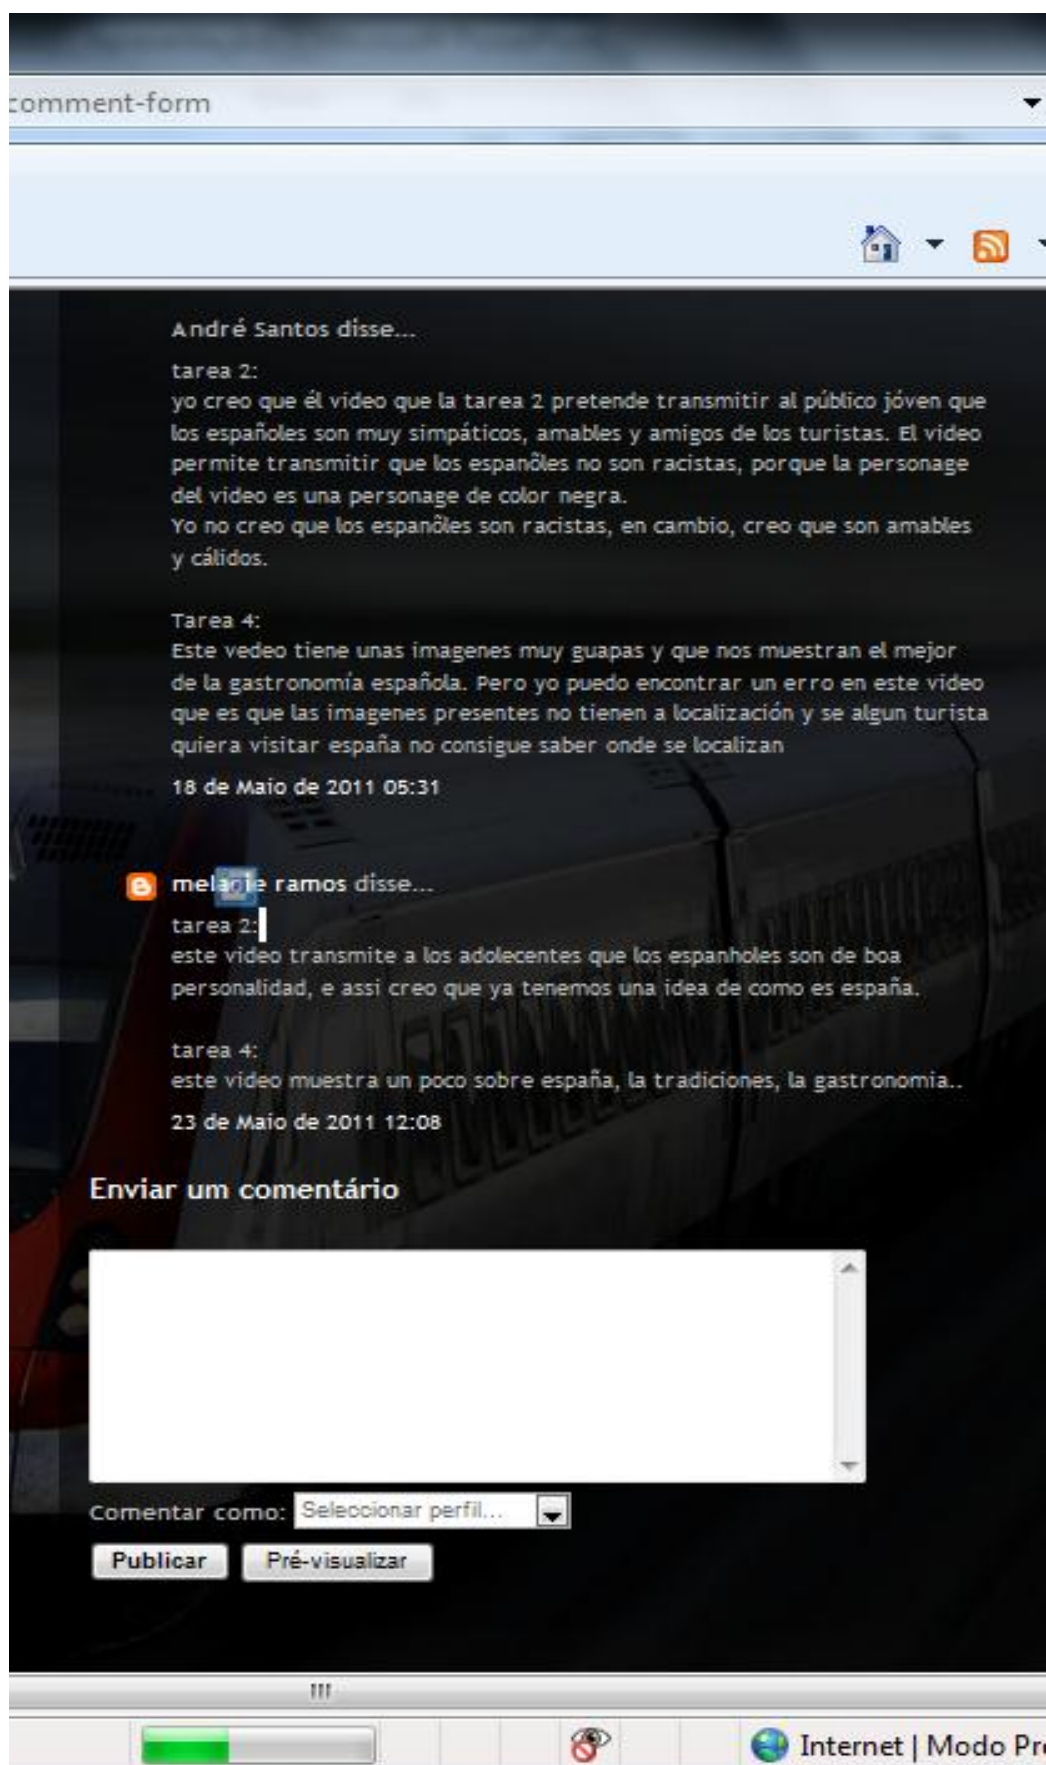 comment-form
André Santos disse...
tarea 2:
yo creo que él video que la tarea 2 pretende transmitir al público jóven que
los españoles son muy simpáticos, amables y amigos de los turistas. El video
permite transmitir que los espanõles no son racistas, porque la personage
del video es una personage de color negra.
Yo no creo que los espanõles son racistas, en cambio, creo que son amables
y cálidos.
Tarea 4:
Este vedeo tiene unas imagenes muy guapas y que nos muestran el mejor
de la gastronomía española. Pero yo puedo encontrar un erro en este video
que es que las imagenes presentes no tienen a localización y se algun turista
quiera visitar españa no consigue saber onde se localizan
18 de Maio de 2011 05:31
melanie ramos disse...
tarea 2:
este video transmite a los adolecentes que los espanholes son de boa
personalidad, e assi creo que ya tenemos una idea de como es españa.
tarea 4:
este video muestra un poco sobre españa, la tradiciones, la gastronomia..
23 de Maio de 2011 12:08
Enviar um comentário
Comentar como: Seleccionar perfil...
Publicar Pré-visualizar
Internet | Modo Pro